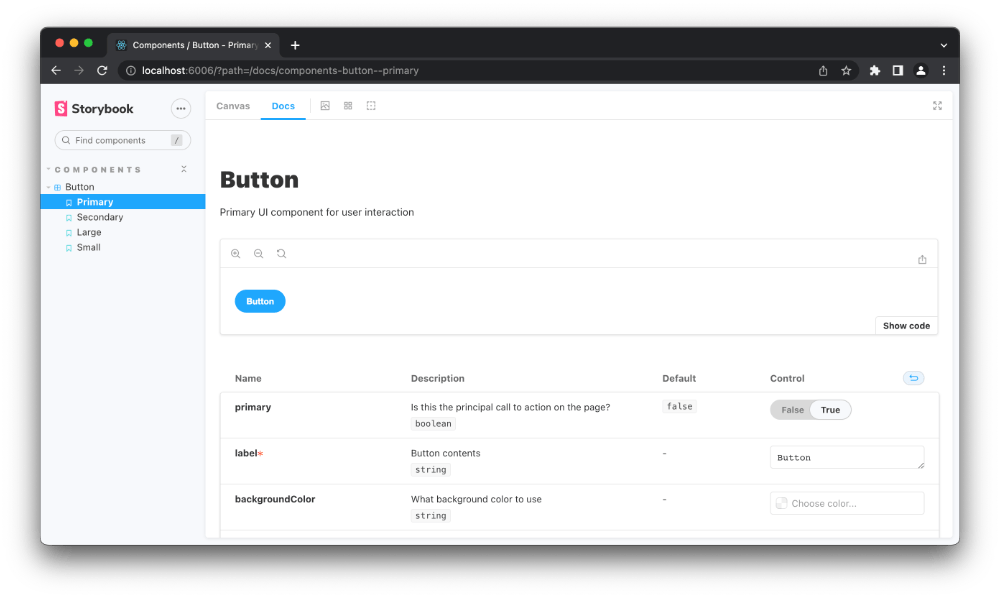 Components / Button - Primary
localhost:6006/?path=/docs/components-button--primary
Storybook
Canvas
Docs
Find components
/
COMPONENTS
Button
Primary
Secondary
Large
Small
Button
Primary UI component for user interaction
Button
Show code
Name Description Default Control
primary Is this the principal call to action on the page? false False True
boolean
label* Button contents - Button
string
backgroundColor What background color to use - Choose color...
string